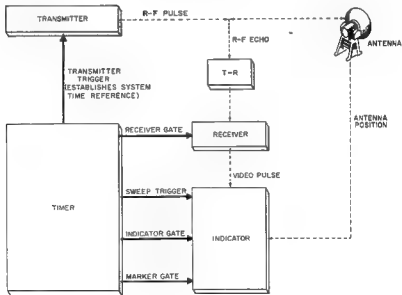 TRANSMITTER
R-F PULSE
R-F ECHO
ANTENNA
T-R
TRANSMITTER
TRIGGER
(ESTABLISHES SYSTEM
TIME REFERENCE)
ANTENNA
POSITION
RECEIVER GATE
RECEIVER
VIDEO PULSE
SWEEP TRIGGER
TIMER
INDICATOR GATE
INDICATOR
MARKER GATE